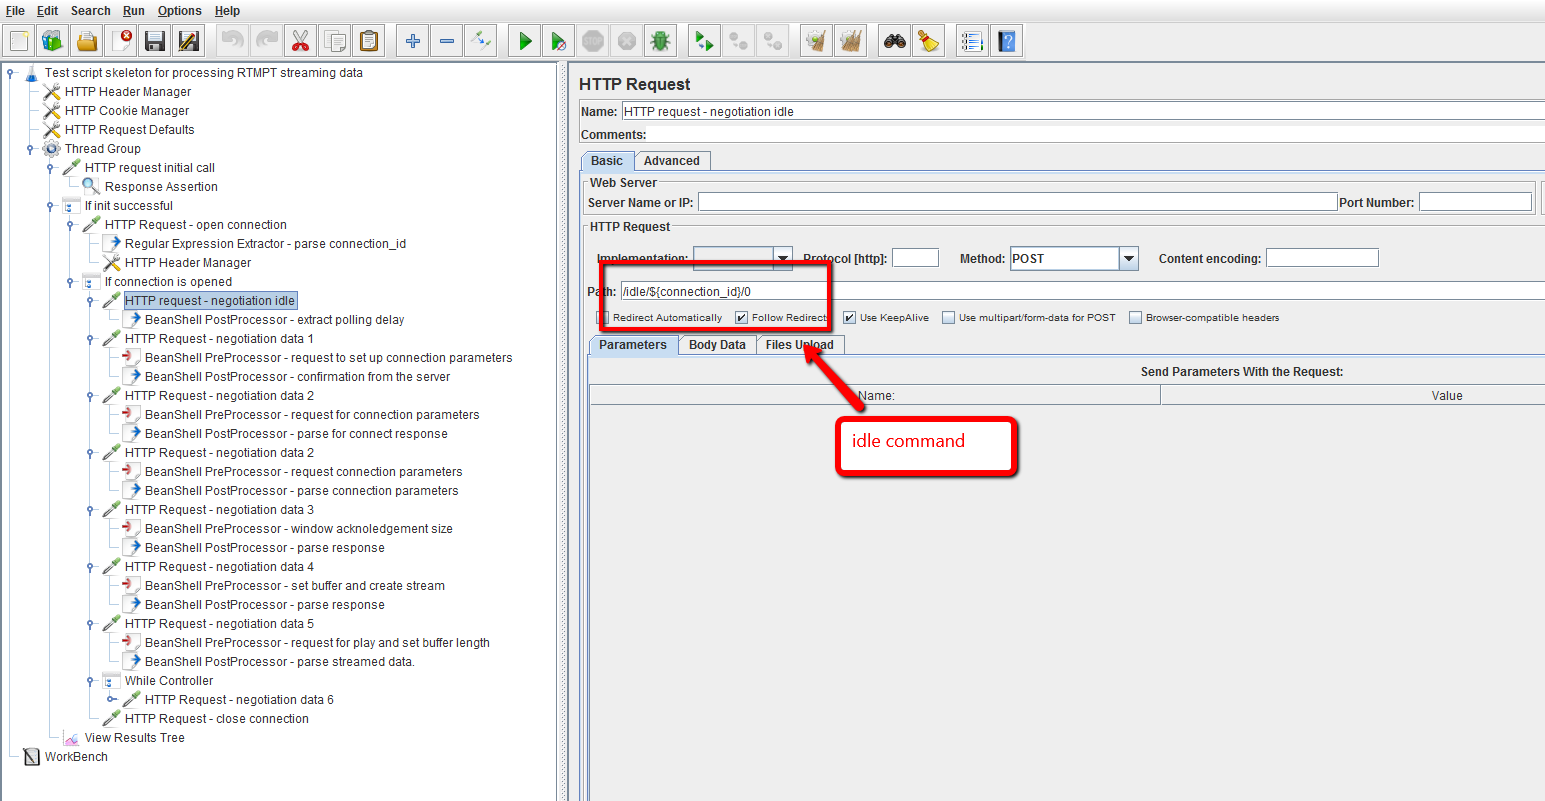 File Edit Search Run Options Help
STOP
Test script skeleton for processing RTMPT streaming data
HTTP Header Manager
HTTP Cookie Manager
HTTP Request Defaults
Thread Group
HTTP request initial call
Response Assertion
If init successful
HTTP Request - open connection
Regular Expression Extractor - parse connection_id
HTTP Header Manager
If connection is opened
HTTP request - negotiation idle
BeanShell PostProcessor - extract polling delay
HTTP Request - negotiation data 1
BeanShell PreProcessor - request to set up connection parameters
BeanShell PostProcessor - confirmation from the server
HTTP Request - negotiation data 2
BeanShell PreProcessor - request for connection parameters
BeanShell PostProcessor - parse for connect response
HTTP Request - negotiation data 2
BeanShell PreProcessor - request connection parameters
BeanShell PostProcessor - parse connection parameters
HTTP Request - negotiation data 3
BeanShell PreProcessor - window acknoledgement size
BeanShell PostProcessor - parse response
HTTP Request - negotiation data 4
BeanShell PreProcessor - set buffer and create stream
BeanShell PostProcessor - parse response
HTTP Request - negotiation data 5
BeanShell PreProcessor - request for play and set buffer length
BeanShell PostProcessor - parse streamed data.
While Controller
HTTP Request - negotiation data 6
HTTP Request - close connection
View Results Tree
WorkBench
HTTP Request
Name: HTTP request - negotiation idle
Comments:
Basic Advanced
Web Server
Server Name or IP: Port Number:
HTTP Request
Implementation: Protocol [http]: Method: POST Content encoding:
Path: /idle/${connection_id}/0
Redirect Automatically Follow Redirects Use KeepAlive Use multipart/form-data for POST Browser-compatible headers
Parameters Body Data Files Upload
Send Parameters With the Request:
Name: Value
idle command